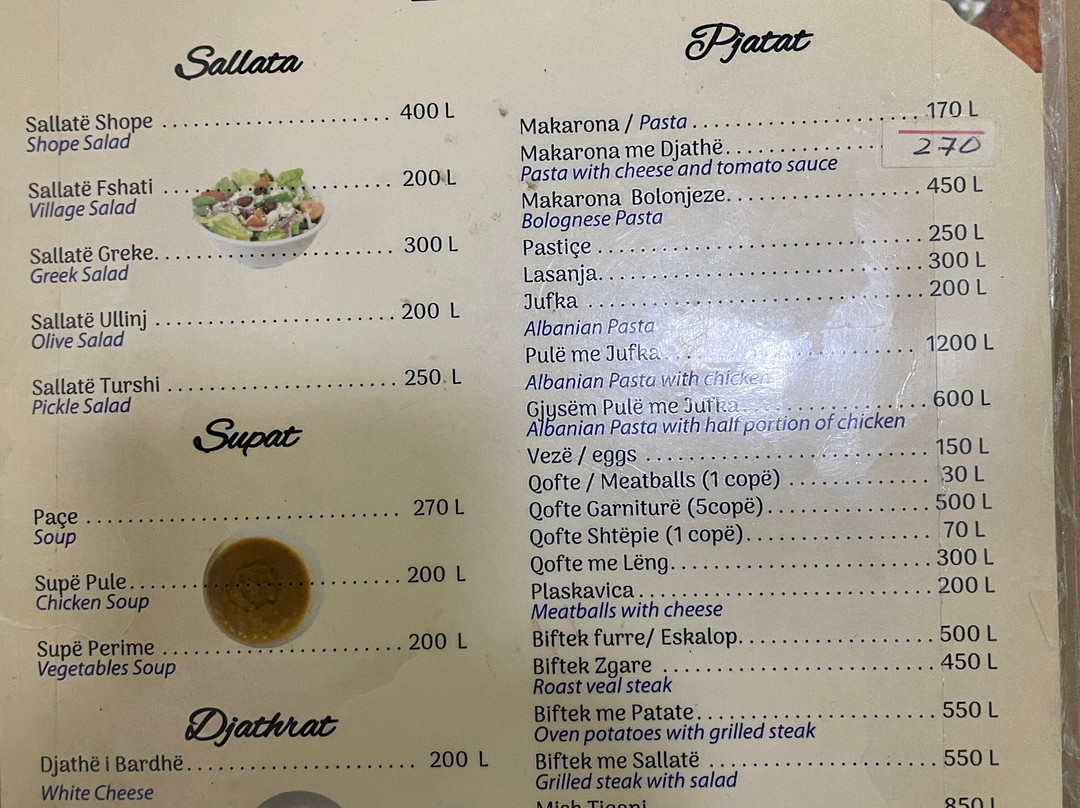 Sallata
Sallatë Shope ........................ 400 L
Shope Salad
Sallatë Fshati ........................ 200 L
Village Salad
Sallatë Greke......................... 300 L
Greek Salad
Sallatë Ullinj ......................... 200 L
Olive Salad
Sallatë Turshi ........................ 250 L
Pickle Salad
Supat
Paçe ................................. 270 L
Soup
Supë Pule............................. 200 L
Chicken Soup
Supë Perime .......................... 200 L
Vegetables Soup
Djathrat
Djathë i Bardhë........................ 200 L
White Cheese
Pjatat
Makarona / Pasta ........................ 170 L
Makarona me Djathë................ 270
Pasta with cheese and tomato sauce
Makarona Bolonjeze.................... 450 L
Bolognese Pasta
Pastiçe ................................. 250 L
Lasanja................................. 300 L
Jufka ................................... 200 L
Albanian Pasta
Pulë me Jufka........................... 1200 L
Albanian Pasta with chicken
Gjysëm Pulë me Jufka................... 600 L
Albanian Pasta with half portion of chicken
Vezë / eggs ............................. 150 L
Qofte / Meatballs (1 copë) .............. 30 L
Qofte Garniturë (5copë)................. 500 L
Qofte Shtëpie (1 copë)................... 70 L
Qofte me Lëng.......................... 300 L
Plaskavica.............................. 200 L
Meatballs with cheese
Biftek furre/ Eskalop.................... 500 L
Biftek Zgare ............................ 450 L
Roast veal steak
Biftek me Patate........................ 550 L
Oven potatoes with grilled steak
Biftek me Sallatë ....................... 550 L
Grilled steak with salad
Mish Tigani 850 L